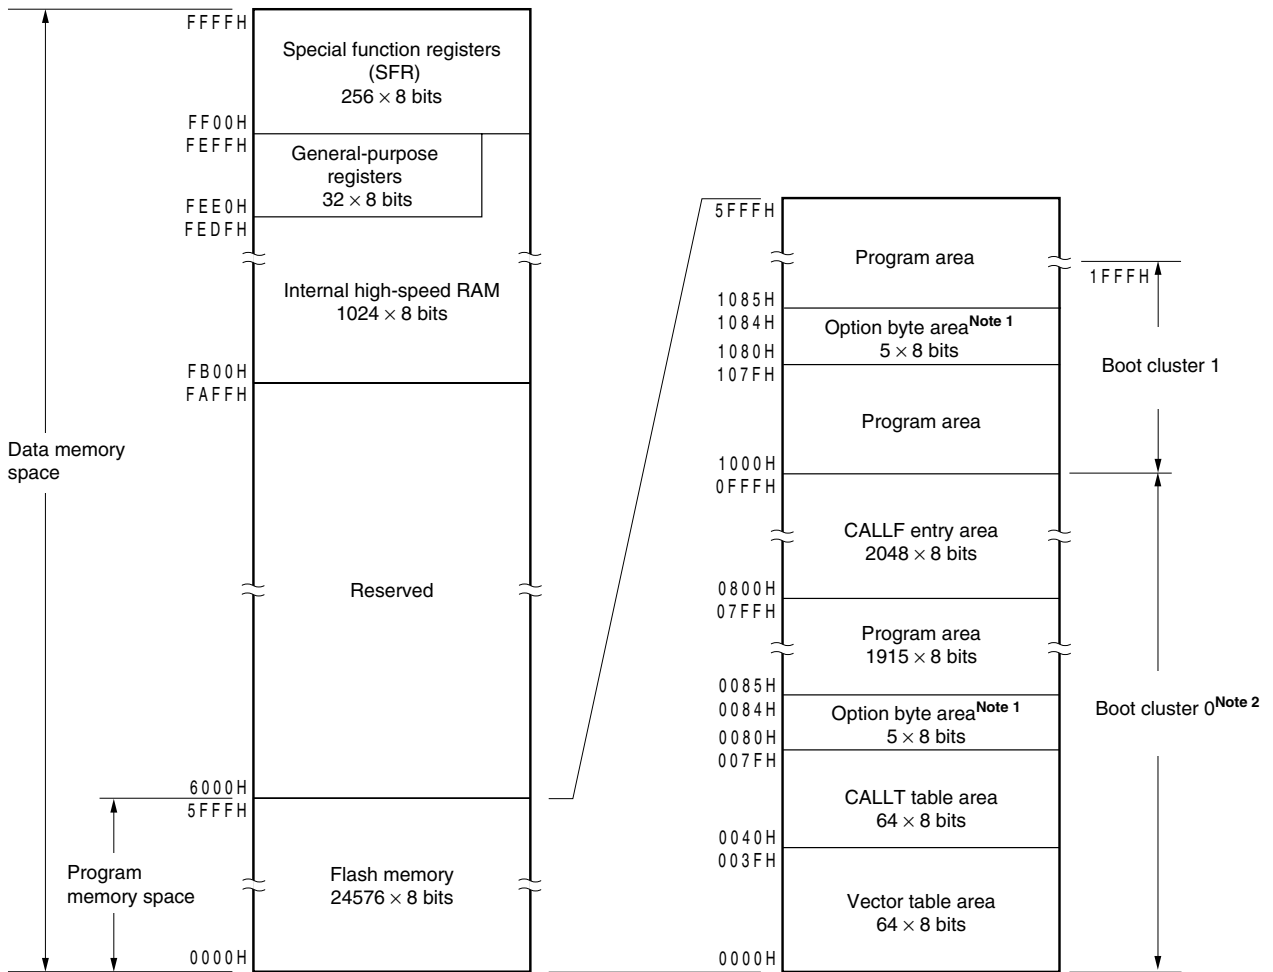 FFFFH
Special function registers
(SFR)
256 × 8 bits
FF00H
FEFFH
General-purpose
registers
32 × 8 bits
FEE0H
FEDFH
Internal high-speed RAM
1024 × 8 bits
FB00H
FAFFH
Data memory
space
Reserved
6000H
5FFFH
Program
memory space
Flash memory
24576 × 8 bits
0000H
5FFFH
Program area
1FFFH
1085H
1084H
Option byte area Note 1
5 × 8 bits
1080H
107FH
Boot cluster 1
Program area
1000H
0FFFH
CALLF entry area
2048 × 8 bits
0800H
07FFH
Program area
1915 × 8 bits
0085H
0084H
Option byte area Note 1
5 × 8 bits
Boot cluster 0 Note 2
0080H
007FH
CALLT table area
64 × 8 bits
0040H
003FH
Vector table area
64 × 8 bits
0000H